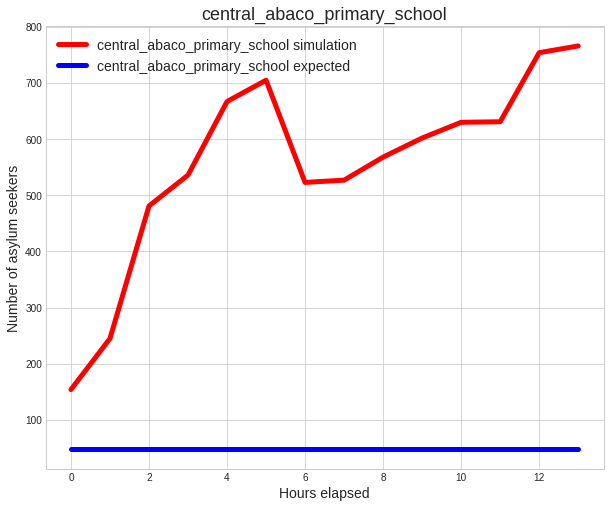 central_abaco_primary_school
central_abaco_primary_school simulation
central_abaco_primary_school expected
Number of asylum seekers
800
700
600
500
400
300
200
100
0 2 4 6 8 10 12
Hours elapsed